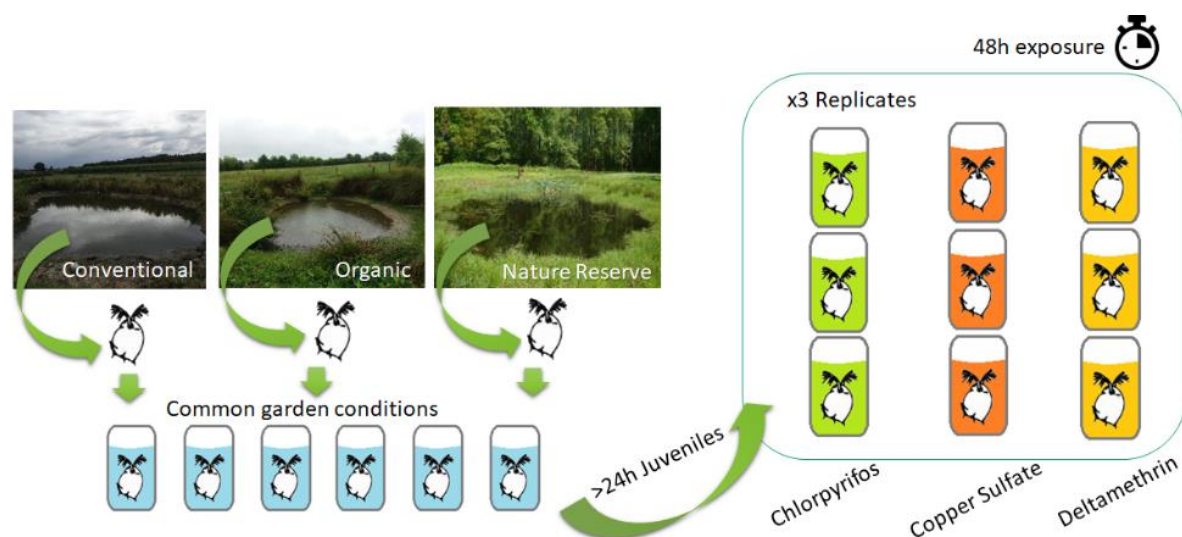 48h exposure
x3 Replicates
Conventional
Organic
Nature Reserve
Common garden conditions
>24h Juveniles
Chlorpyrifos
Copper Sulfate
Deltamethrin